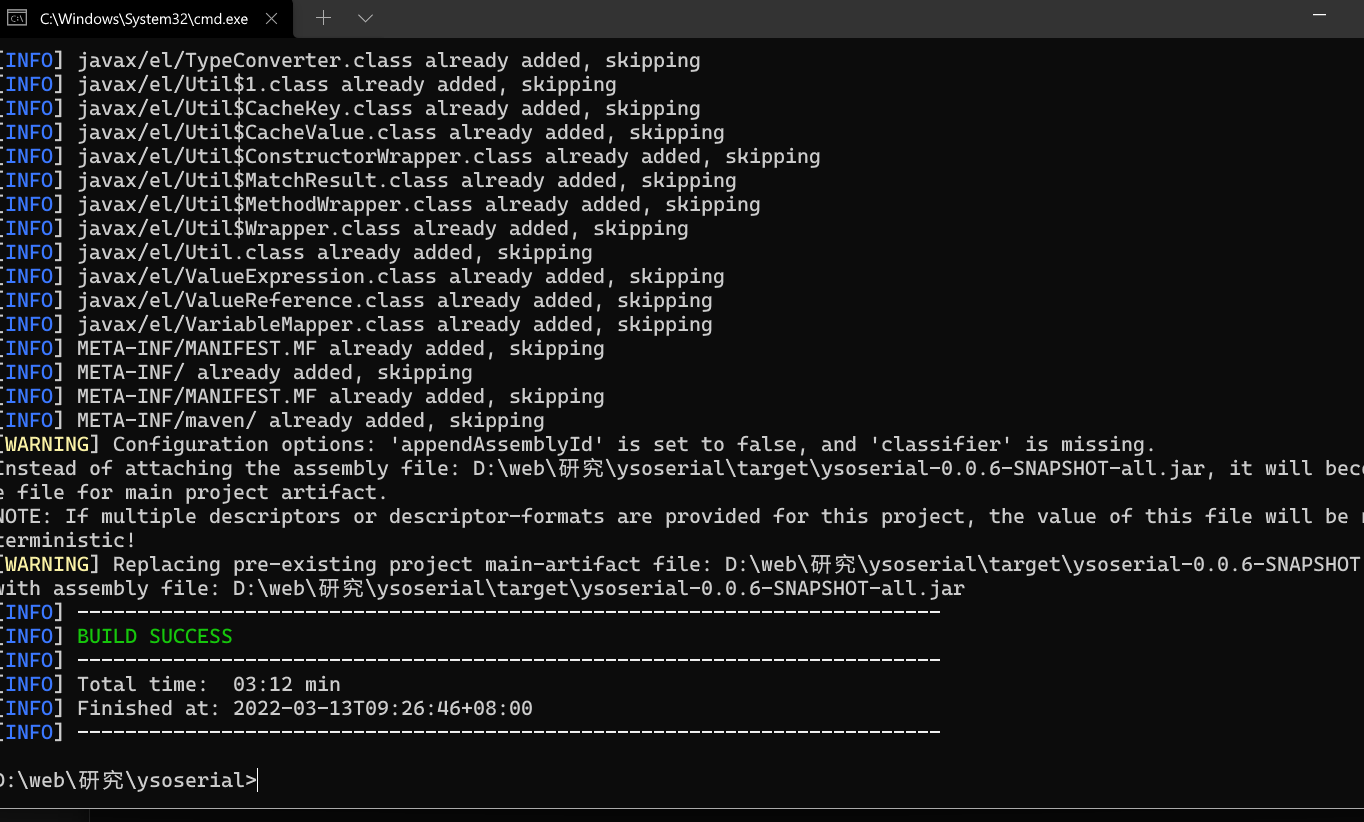 C:\Windows\System32\cmd.exe
[INFO] javax/el/TypeConverter.class already added, skipping
[INFO] javax/el/Util$1.class already added, skipping
[INFO] javax/el/Util$CacheKey.class already added, skipping
[INFO] javax/el/Util$CacheValue.class already added, skipping
[INFO] javax/el/Util$ConstructorWrapper.class already added, skipping
[INFO] javax/el/Util$MatchResult.class already added, skipping
[INFO] javax/el/Util$MethodWrapper.class already added, skipping
[INFO] javax/el/Util$Wrapper.class already added, skipping
[INFO] javax/el/Util.class already added, skipping
[INFO] javax/el/ValueExpression.class already added, skipping
[INFO] javax/el/ValueReference.class already added, skipping
[INFO] javax/el/VariableMapper.class already added, skipping
[INFO] META-INF/MANIFEST.MF already added, skipping
[INFO] META-INF/ already added, skipping
[INFO] META-INF/MANIFEST.MF already added, skipping
[INFO] META-INF/maven/ already added, skipping
[WARNING] Configuration options: 'appendAssemblyId' is set to false, and 'classifier' is missing.
Instead of attaching the assembly file: D:\web\研究\ysoserial\target\ysoserial-0.0.6-SNAPSHOT-all.jar, it will bec
e file for main project artifact.
NOTE: If multiple descriptors or descriptor-formats are provided for this project, the value of this file will be
terministic!
[WARNING] Replacing pre-existing project main-artifact file: D:\web\研究\ysoserial\target\ysoserial-0.0.6-SNAPSHOT
with assembly file: D:\web\研究\ysoserial\target\ysoserial-0.0.6-SNAPSHOT-all.jar
[INFO] ------------------------------------------------------------------------
[INFO] BUILD SUCCESS
[INFO] ------------------------------------------------------------------------
[INFO] Total time:  03:12 min
[INFO] Finished at: 2022-03-13T09:26:46+08:00
[INFO] ------------------------------------------------------------------------
D:\web\研究\ysoserial>